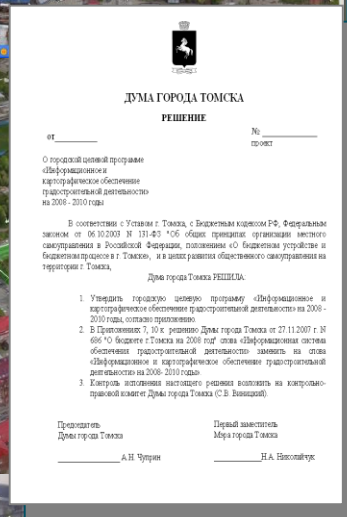 ДУМА ГОРОДА ТОМСКА
РЕШЕНИЕ
от__________ № ____________
проект
О городской целевой программе
«Информационное и
картографическое обеспечение
градостроительной деятельности»
на 2008 - 2010 годы
В соответствии с Уставом г. Томска, с Бюджетным кодексом РФ, Федеральным
законом от 06.10.2003 N 131-ФЗ "Об общих принципах организации местного
самоуправления в Российской Федерации, положением «О бюджетном устройстве и
бюджетном процессе в г. Томске», и в целях развития общественного самоуправления на
территории г. Томска,
Дума города Томска РЕШИЛА:
1. Утвердить городскую целевую программу «Информационное и
картографическое обеспечение градостроительной деятельности» на 2008 -
2010 годы, согласно приложению.
2. В Приложениях 7, 10 к решению Думы города Томска от 27.11.2007 г. N
686 "О бюджете г.Томска на 2008 год" слова «Информационная система
обеспечения градостроительной деятельности» заменить на слова
«Информационное и картографическое обеспечение градостроительной
деятельности» на 2008- 2010 годы».
3. Контроль исполнения настоящего решения возложить на контрольно-
правовой комитет Думы города Томска (С.В. Виницкий).
Председатель Первый заместитель
Думы города Томска Мэра города Томска
______________А.Н. Чуприн ___________Н.А. Николайчук